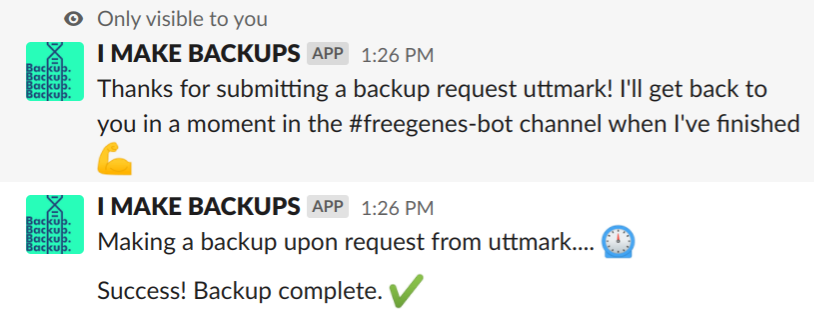 Only visible to you
I MAKE BACKUPS APP 1:26 PM
Thanks for submitting a backup request uttmark! I'll get back to
you in a moment in the #freegenes-bot channel when I've finished
💪
Backup.
Backup.
Backup.
Backup.
I MAKE BACKUPS APP 1:26 PM
Making a backup upon request from uttmark.... ⏲️
Success! Backup complete. ✔️
Backup.
Backup.
Backup.
Backup.